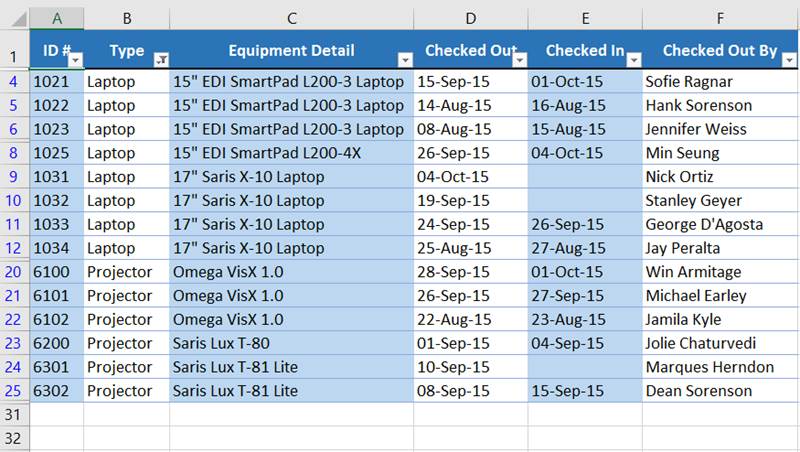 A B C D E F
1 ID # Type Equipment Detail Checked Out Checked In Checked Out By
4 1021 Laptop 15" EDI SmartPad L200-3 Laptop 15-Sep-15 01-Oct-15 Sofie Ragnar
5 1022 Laptop 15" EDI SmartPad L200-3 Laptop 14-Aug-15 16-Aug-15 Hank Sorenson
6 1023 Laptop 15" EDI SmartPad L200-3 Laptop 08-Aug-15 15-Aug-15 Jennifer Weiss
8 1025 Laptop 15" EDI SmartPad L200-4X 26-Sep-15 04-Oct-15 Min Seung
9 1031 Laptop 17" Saris X-10 Laptop 04-Oct-15 Nick Ortiz
10 1032 Laptop 17" Saris X-10 Laptop 19-Sep-15 Stanley Geyer
11 1033 Laptop 17" Saris X-10 Laptop 24-Sep-15 26-Sep-15 George D'Agosta
12 1034 Laptop 17" Saris X-10 Laptop 25-Aug-15 27-Aug-15 Jay Peralta
20 6100 Projector Omega VisX 1.0 28-Sep-15 01-Oct-15 Win Armitage
21 6101 Projector Omega VisX 1.0 26-Sep-15 27-Sep-15 Michael Earley
22 6102 Projector Omega VisX 1.0 22-Aug-15 23-Aug-15 Jamila Kyle
23 6200 Projector Saris Lux T-80 01-Sep-15 04-Sep-15 Jolie Chaturvedi
24 6301 Projector Saris Lux T-81 Lite 10-Sep-15 Marques Herndon
25 6302 Projector Saris Lux T-81 Lite 08-Sep-15 15-Sep-15 Dean Sorenson
31
32